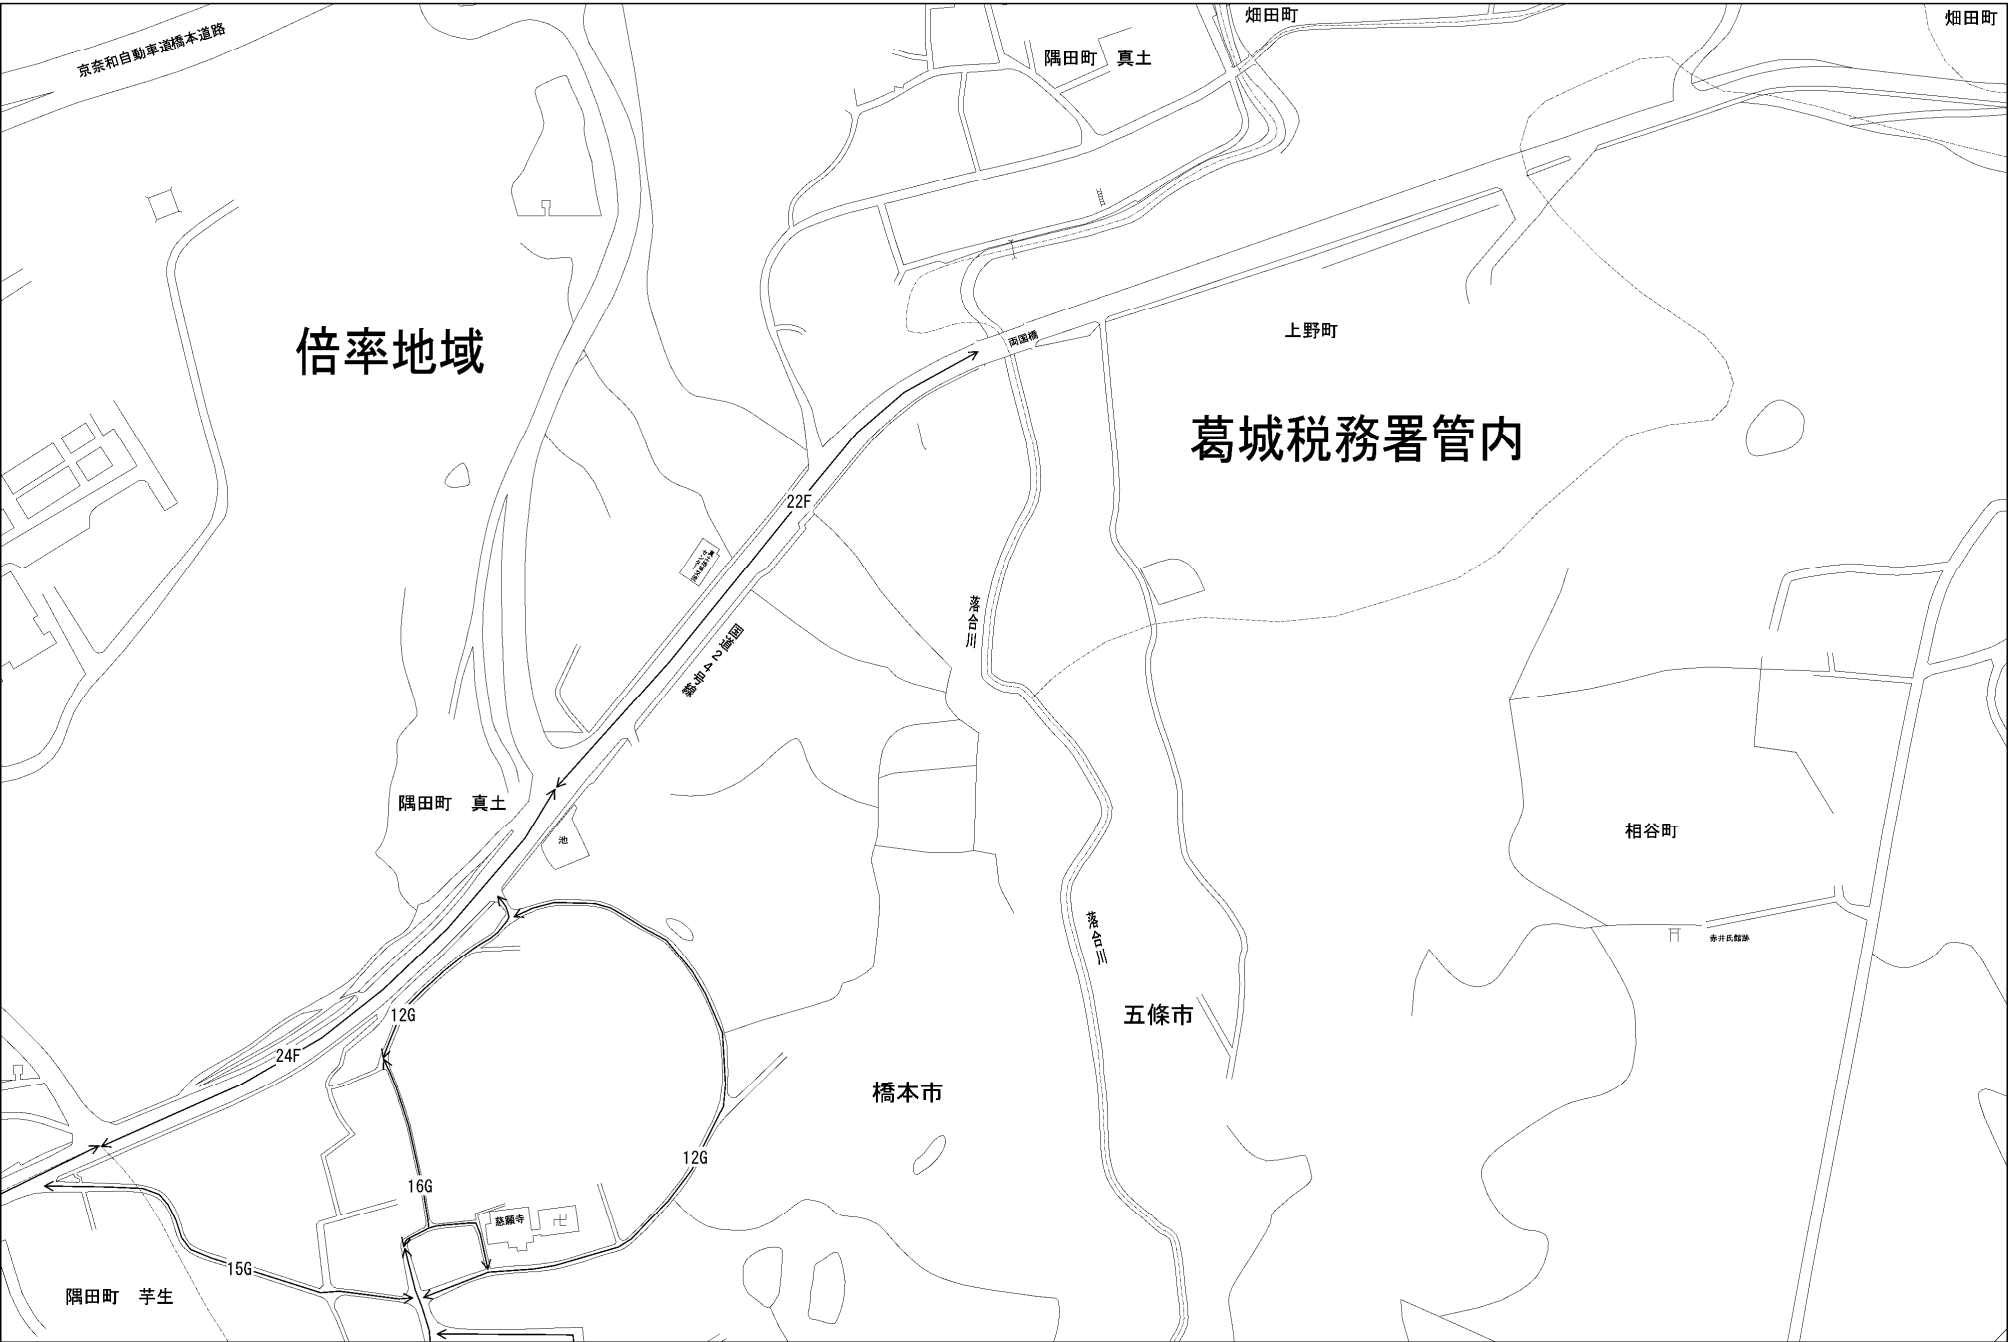 畑田町
畑田町
京奈和自動車道橋本道路
隅田町 真土
倍率地域
両国橋
上野町
葛城税務署管内
22F
落合川
国道24号線
隅田町 真土
池
相谷町
落合川
赤井氏館跡
12G
五條市
24F
橋本市
12G
16G
慈願寺
15G
隅田町 芋生